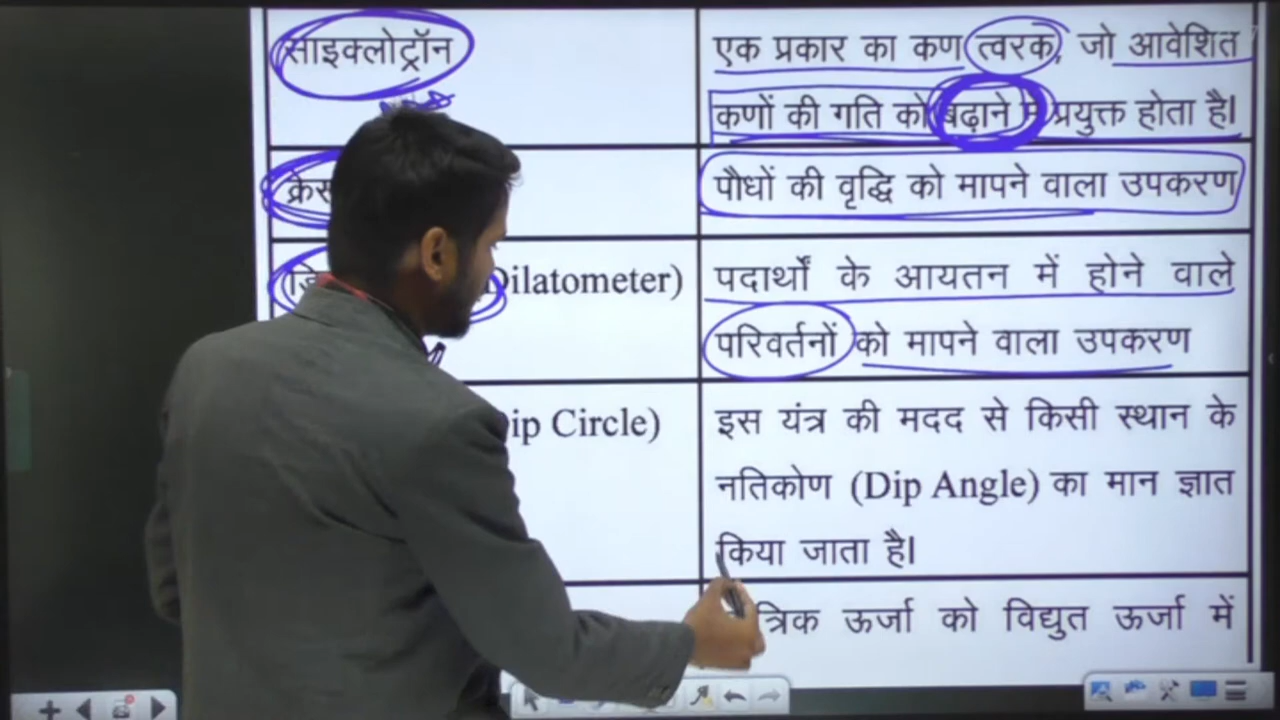 साइक्लोट्रॉन
एक प्रकार का कण त्वरक, जो आवेशित
कणों की गति को बढ़ाने में प्रयुक्त होता है।
पौधों की वृद्धि को मापने वाला उपकरण
Dilatometer)
पदार्थों के आयतन में होने वाले
परिवर्तनों को मापने वाला उपकरण
ip Circle)
इस यंत्र की मदद से किसी स्थान के
नतिकोण (Dip Angle) का मान ज्ञात
किया जाता है।
त्रिक ऊर्जा को विद्युत ऊर्जा में